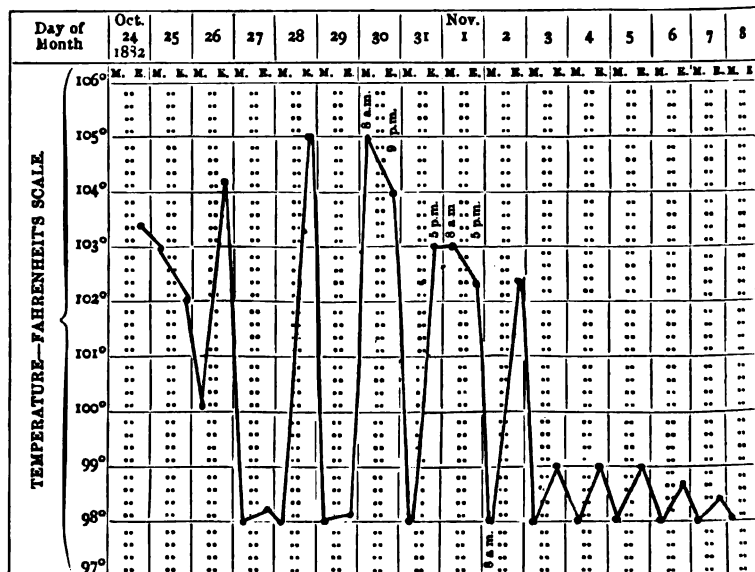 Day of Month
Oct. 24 1882 25 26 27 28 29 30 31 Nov. 1 2 3 4 5 6 7 8
M. E. M. E. M. E. M. E. M. E. M. E. M. E. M. E. M. E. M. E. M. E. M. E. M. E. M. E. M. E. M. E
TEMPERATURE—FAHRENHEIT'S SCALE.
106°
105°
104°
103°
102°
101°
100°
99°
98°
97°
8 a.m.
9 p.m.
5 p.m.
8 a.m
5 p.m.
8 a.m.